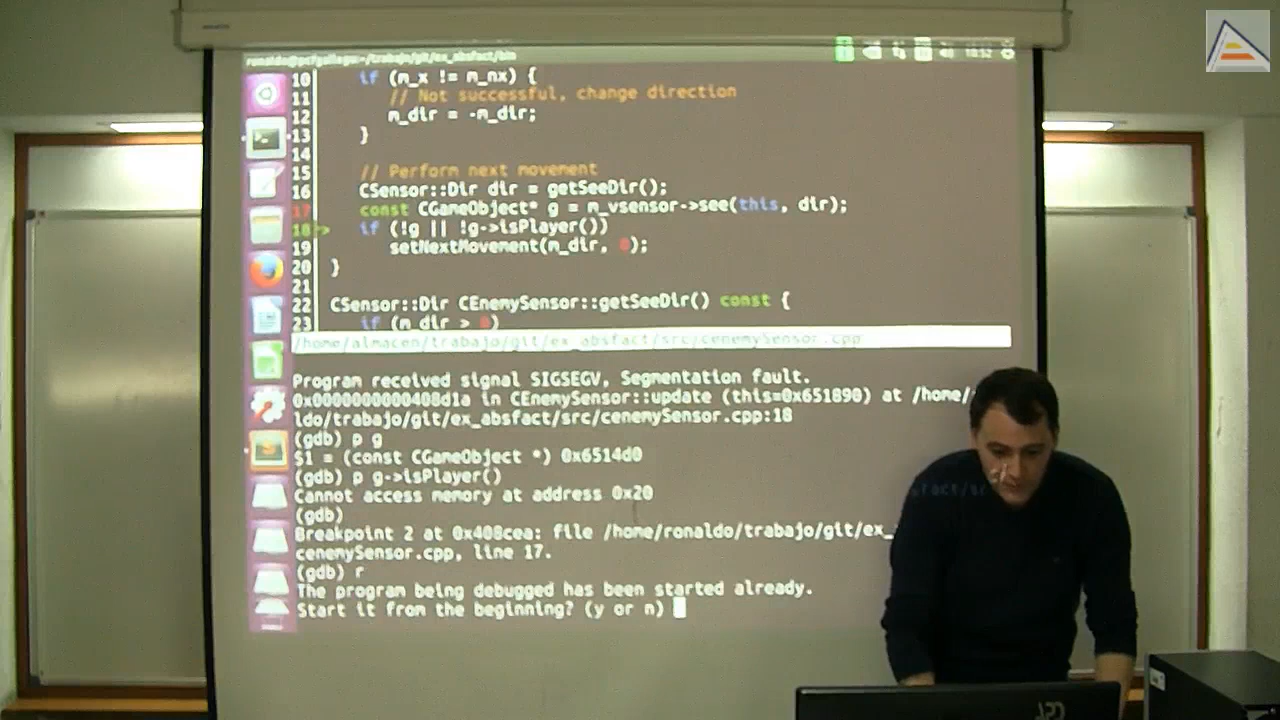 ronaldo@pcfgallego:~/trabajo/git/ex_absfact/bin
10 if (m_x != m_nx) {
11 // Not successful, change direction
12 m_dir = -m_dir;
13 }
14
15 // Perform next movement
16 CSensor::Dir dir = getSeeDir();
17 const CGameObject* g = m_vsensor->see(this, dir);
18 > if (!g || !g->isPlayer())
19 setNextMovement(m_dir, 0);
20 }
21
22 CSensor::Dir CEnemySensor::getSeeDir() const {
23 if (m_dir > 0)
/home/almacen/trabajo/git/ex_absfact/src/cenemySensor.cpp
Program received signal SIGSEGV, Segmentation fault.
0x0000000000408d1a in CEnemySensor::update (this=0x651890) at /home/
ldo/trabajo/git/ex_absfact/src/cenemySensor.cpp:18
(gdb) p g
$1 = (const CGameObject *) 0x6514d0
(gdb) p g->isPlayer()
Cannot access memory at address 0x20
(gdb)
Breakpoint 2 at 0x408cea: file /home/ronaldo/trabajo/git/ex_
cenemySensor.cpp, line 17.
(gdb) r
The program being debugged has been started already.
Start it from the beginning? (y or n)